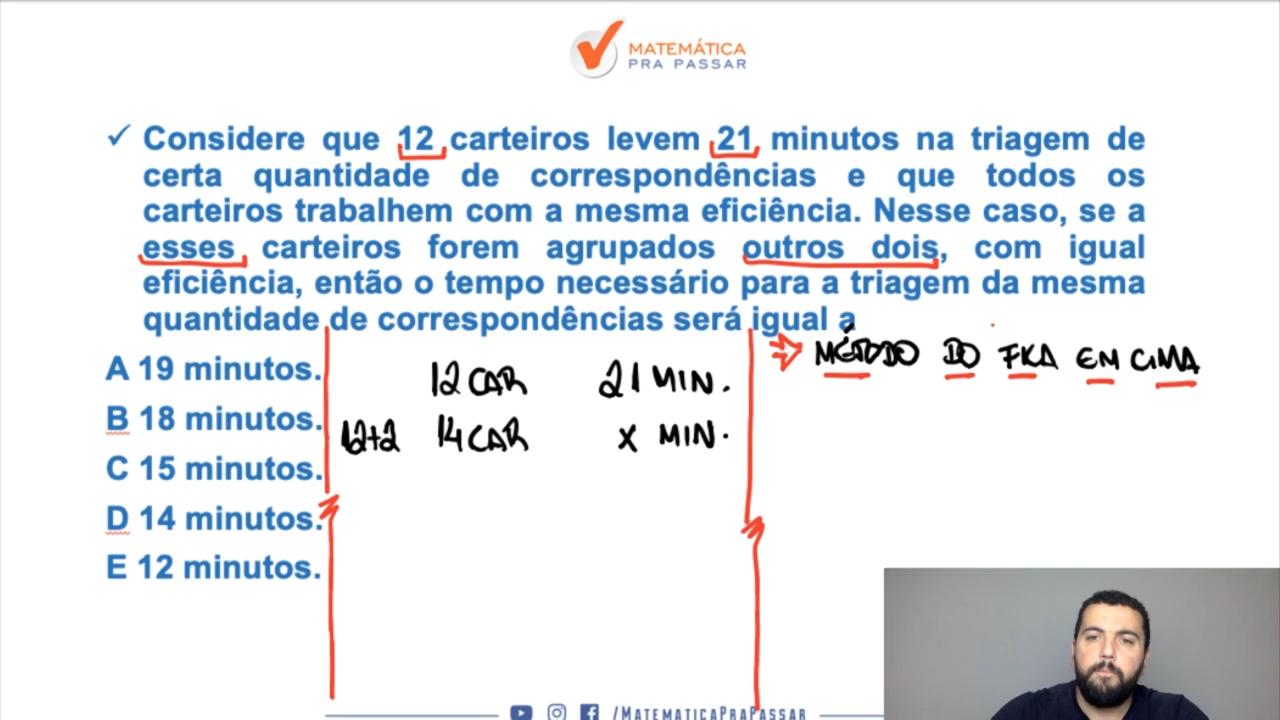 MATEMÁTICA
PRA PASSAR
✓ Considere que 12 carteiros levem 21 minutos na triagem de
certa quantidade de correspondências e que todos os
carteiros trabalhem com a mesma eficiência. Nesse caso, se a
esses carteiros forem agrupados outros dois, com igual
eficiência, então o tempo necessário para a triagem da mesma
quantidade de correspondências será igual a
A 19 minutos.
B 18 minutos.
C 15 minutos.
D 14 minutos.
E 12 minutos.
12 CAR 21 MIN.
12+2 14 CAR x MIN.
⇒ MÉTODO DO FKA EM CIMA
/MATEMATICAPRAPASSAR